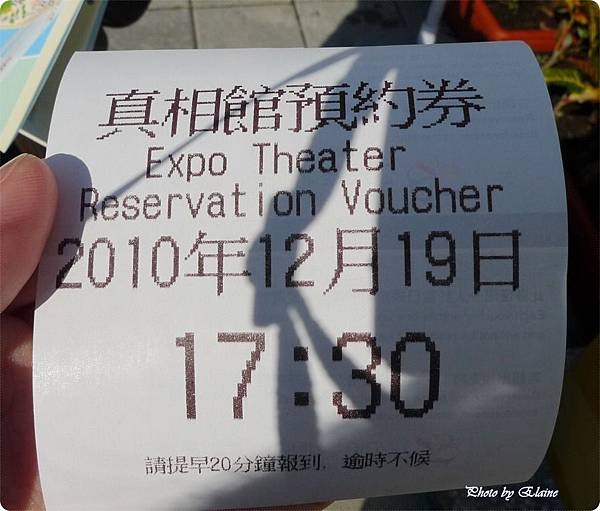 真相館預約券
Expo Theater
Reservation Voucher
2010年12月19日
17:30
請提早20分鐘報到, 逾時不候
Photo by Elaine